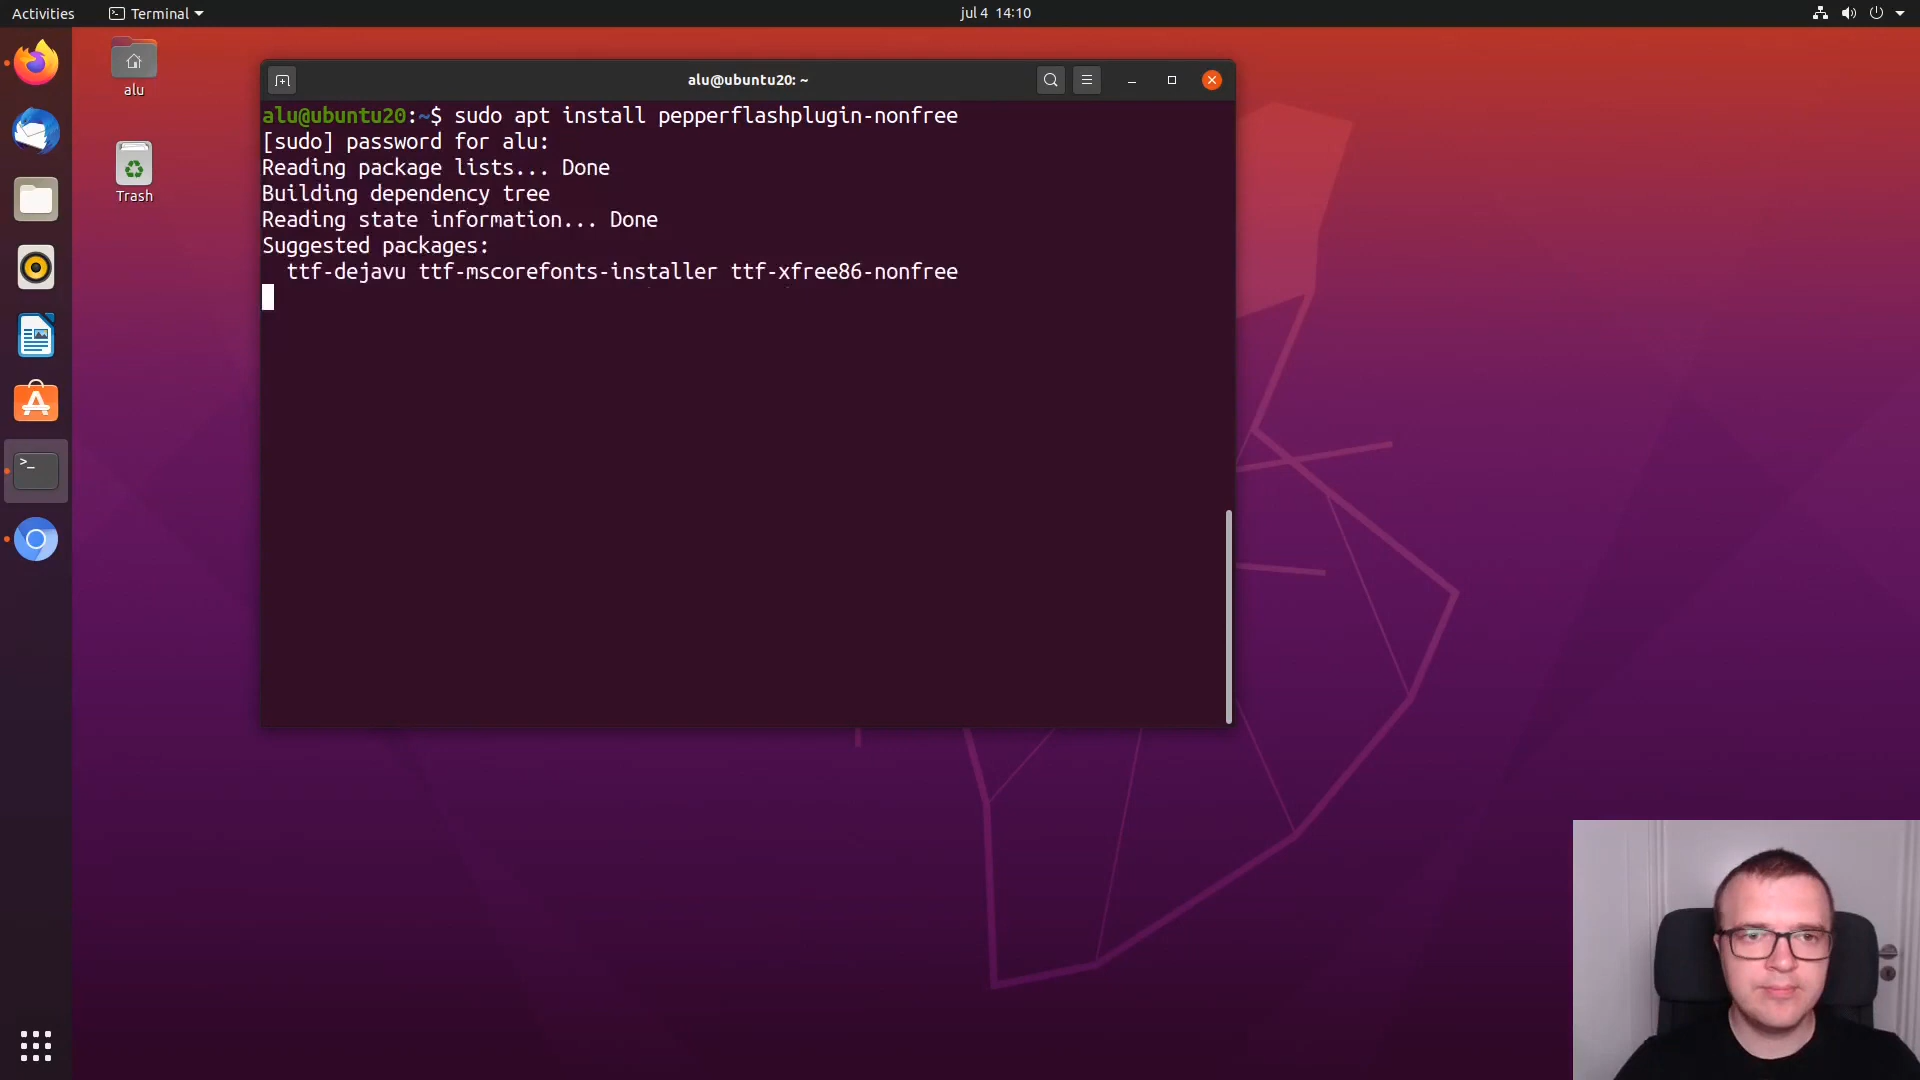 Activities
Terminal
jul 4 14:10
alu
Trash
alu@ubuntu20: ~
alu@ubuntu20:~$ sudo apt install pepperflashplugin-nonfree
[sudo] password for alu:
Reading package lists... Done
Building dependency tree
Reading state information... Done
Suggested packages:
  ttf-dejavu ttf-mscorefonts-installer ttf-xfree86-nonfree